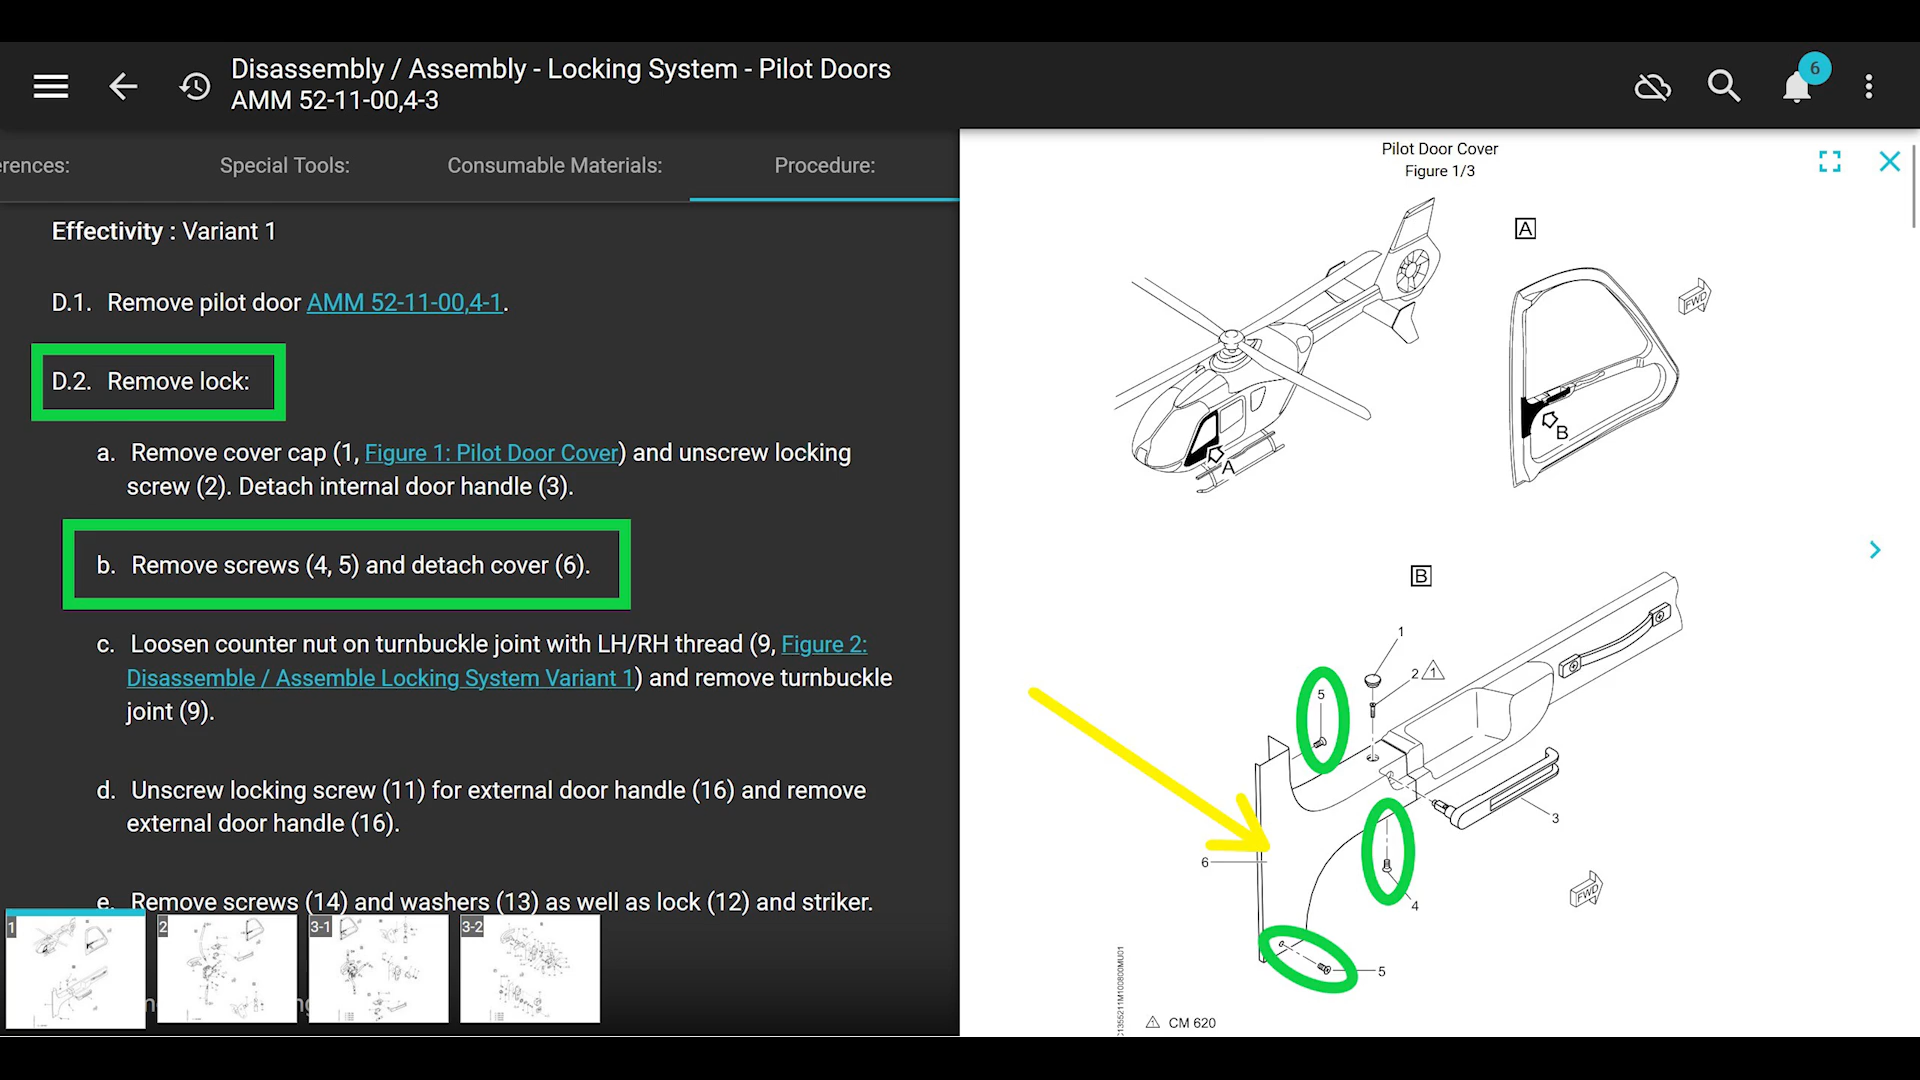 Disassembly / Assembly - Locking System - Pilot Doors
AMM 52-11-00,4-3
6
erences:
Special Tools:
Consumable Materials:
Procedure:
Effectivity : Variant 1
D.1. Remove pilot door AMM 52-11-00,4-1.
D.2. Remove lock:
a. Remove cover cap (1, Figure 1: Pilot Door Cover) and unscrew locking
screw (2). Detach internal door handle (3).
b. Remove screws (4, 5) and detach cover (6).
c. Loosen counter nut on turnbuckle joint with LH/RH thread (9, Figure 2:
Disassemble / Assemble Locking System Variant 1) and remove turnbuckle
joint (9).
d. Unscrew locking screw (11) for external door handle (16) and remove
external door handle (16).
e. Remove screws (14) and washers (13) as well as lock (12) and striker.
1
2
3-1
3-2
Pilot Door Cover
Figure 1/3
A
FWD
B
A
B
1
2 1
5
3
6
4
FWD
5
1 CM 620